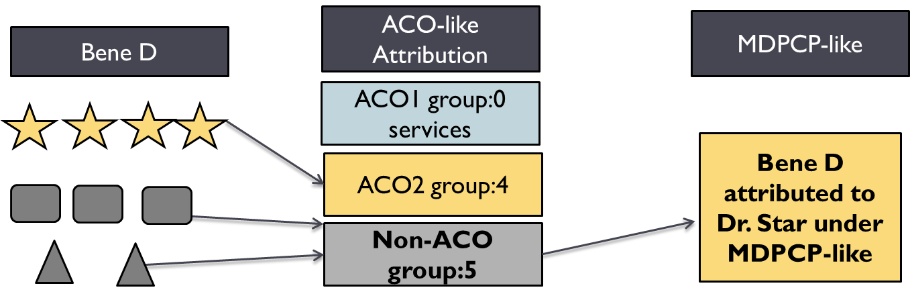 Bene D
ACO-like
Attribution
MDPCP-like
ACO1 group:0
services
ACO2 group:4
Non-ACO
group:5
Bene D
attributed to
Dr. Star under
MDPCP-like